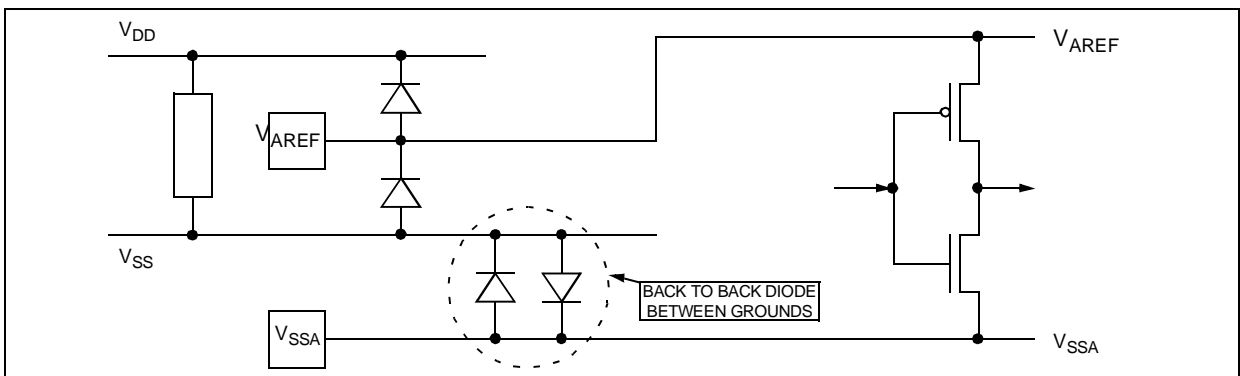 VDD
VAREF
VAREF
VSS
BACK TO BACK DIODE
BETWEEN GROUNDS
VSSA
VSSA